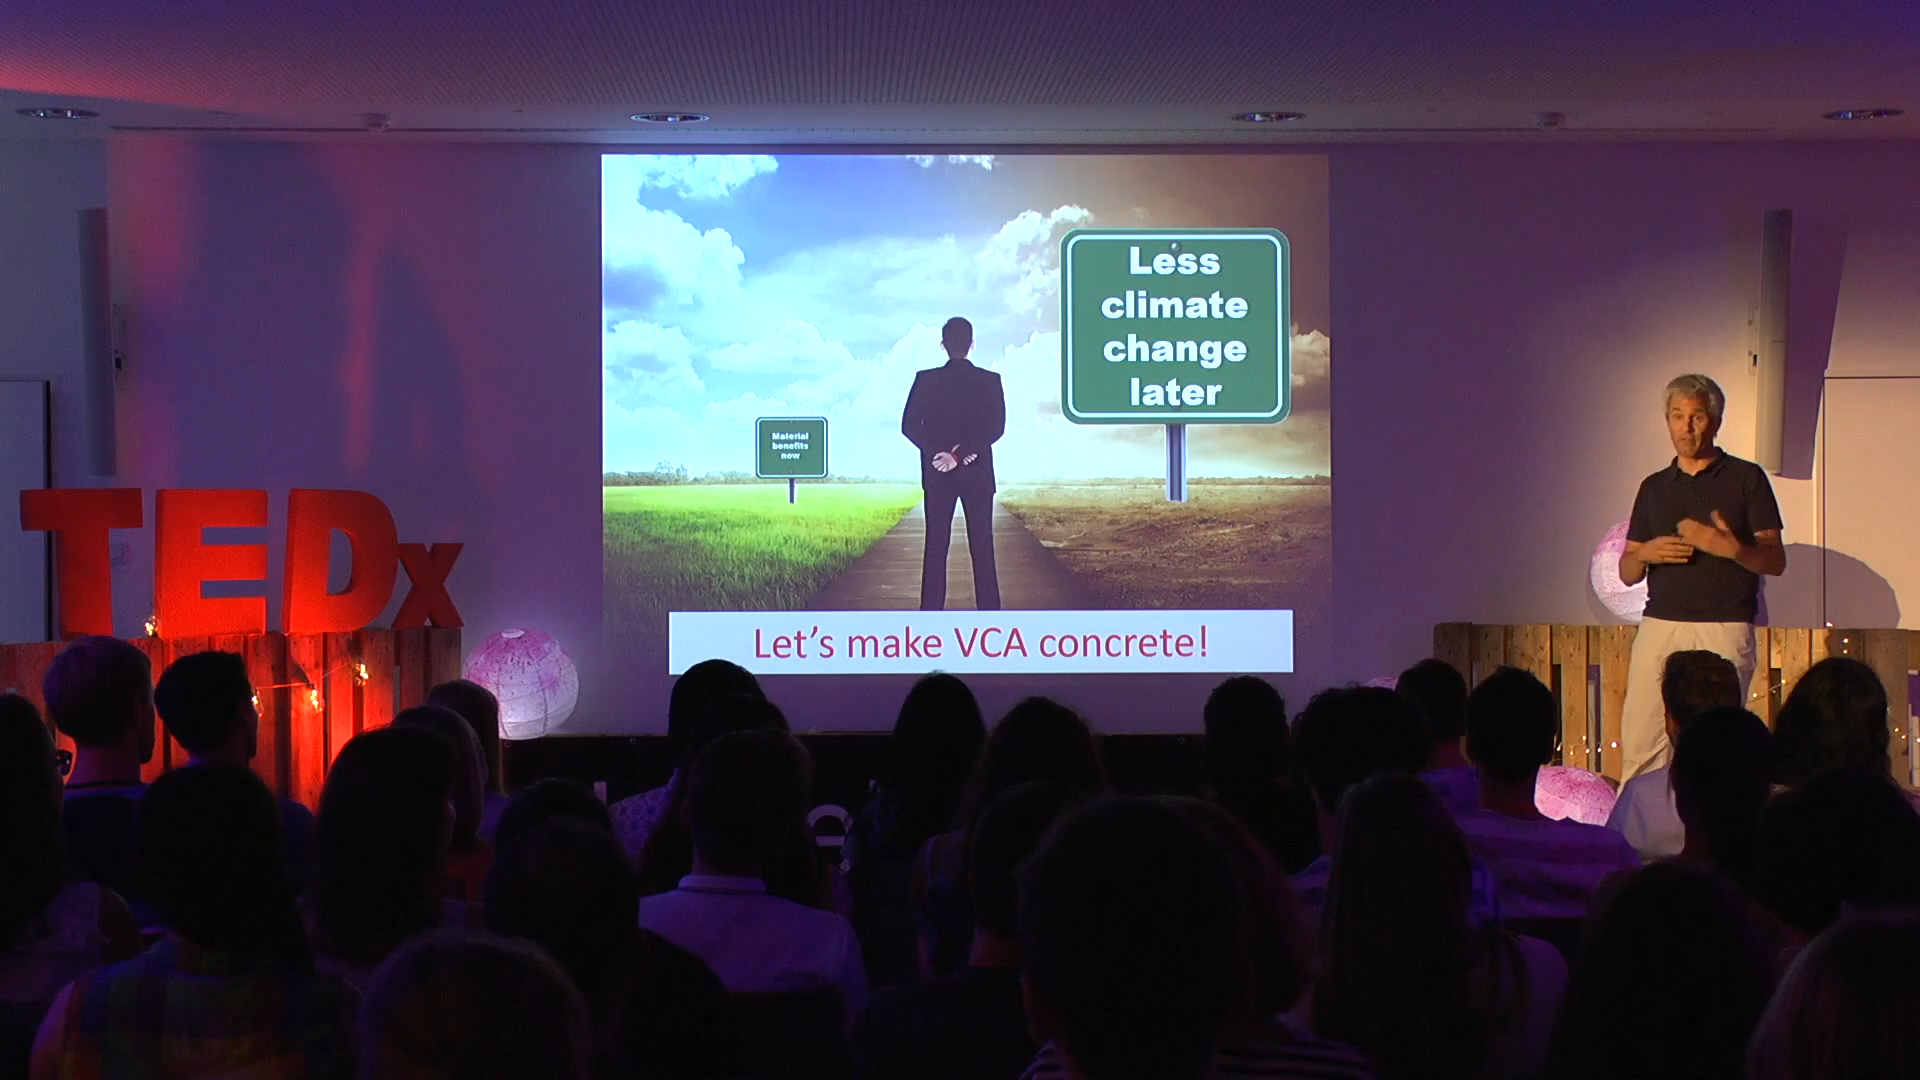 TEDx
Material
benefits
now
Less
climate
change
later
Let's make VCA concrete!